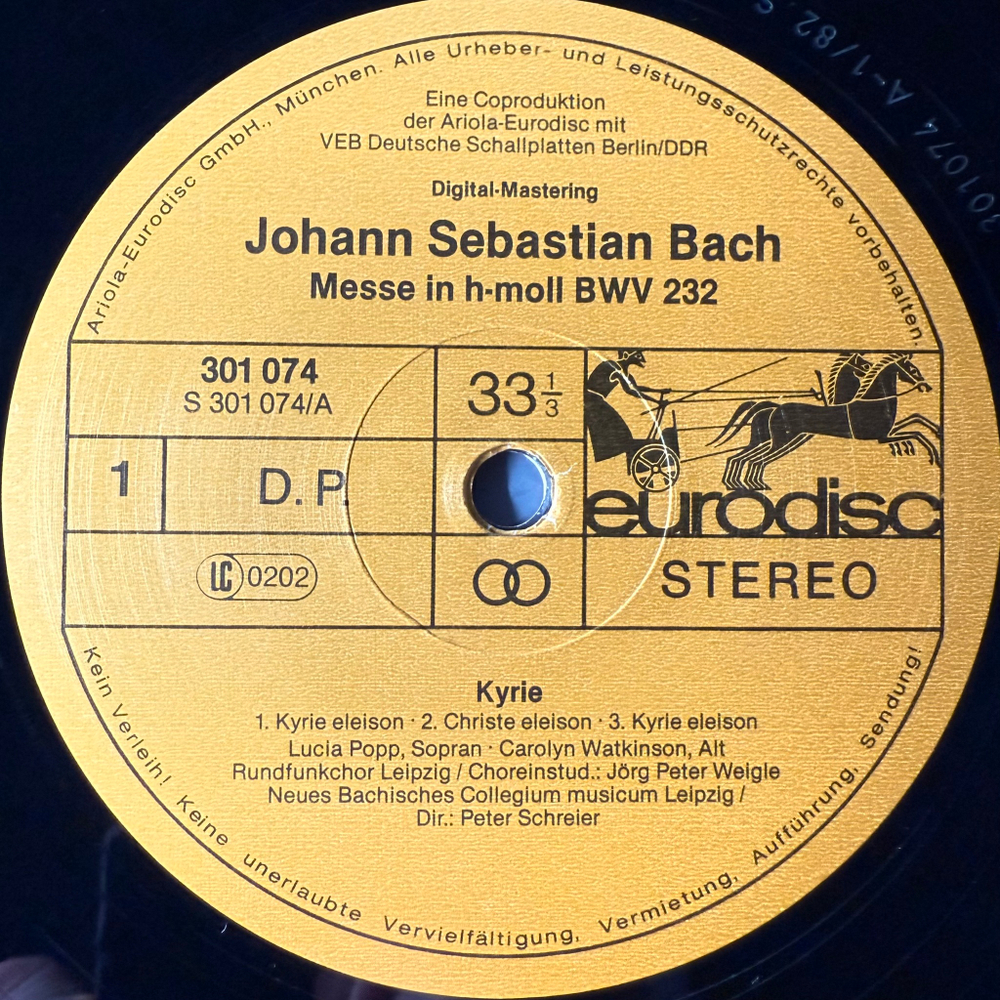 Ariola-Eurodisc GmbH., München. Alle Urheber- und Leistungsschutzrechte vorbehalten.
Eine Coproduktion
der Ariola-Eurodisc mit
VEB Deutsche Schallplatten Berlin/DDR
Digital-Mastering
Johann Sebastian Bach
Messe in h-moll BWV 232
301 074
S 301 074/A
33 1/3
1
D. P.
eurodisc
LC 0202
STEREO
Kyrie
1. Kyrie eleison · 2. Christe eleison · 3. Kyrie eleison
Lucia Popp, Sopran · Carolyn Watkinson, Alt
Rundfunkchor Leipzig / Choreinstud.: Jörg Peter Weigle
Neues Bachisches Collegium musicum Leipzig /
Dir.: Peter Schreier
Kein Verleih! Keine unerlaubte Vervielfältigung, Vermietung, Aufführung, Sendung!
301074 A-1/82